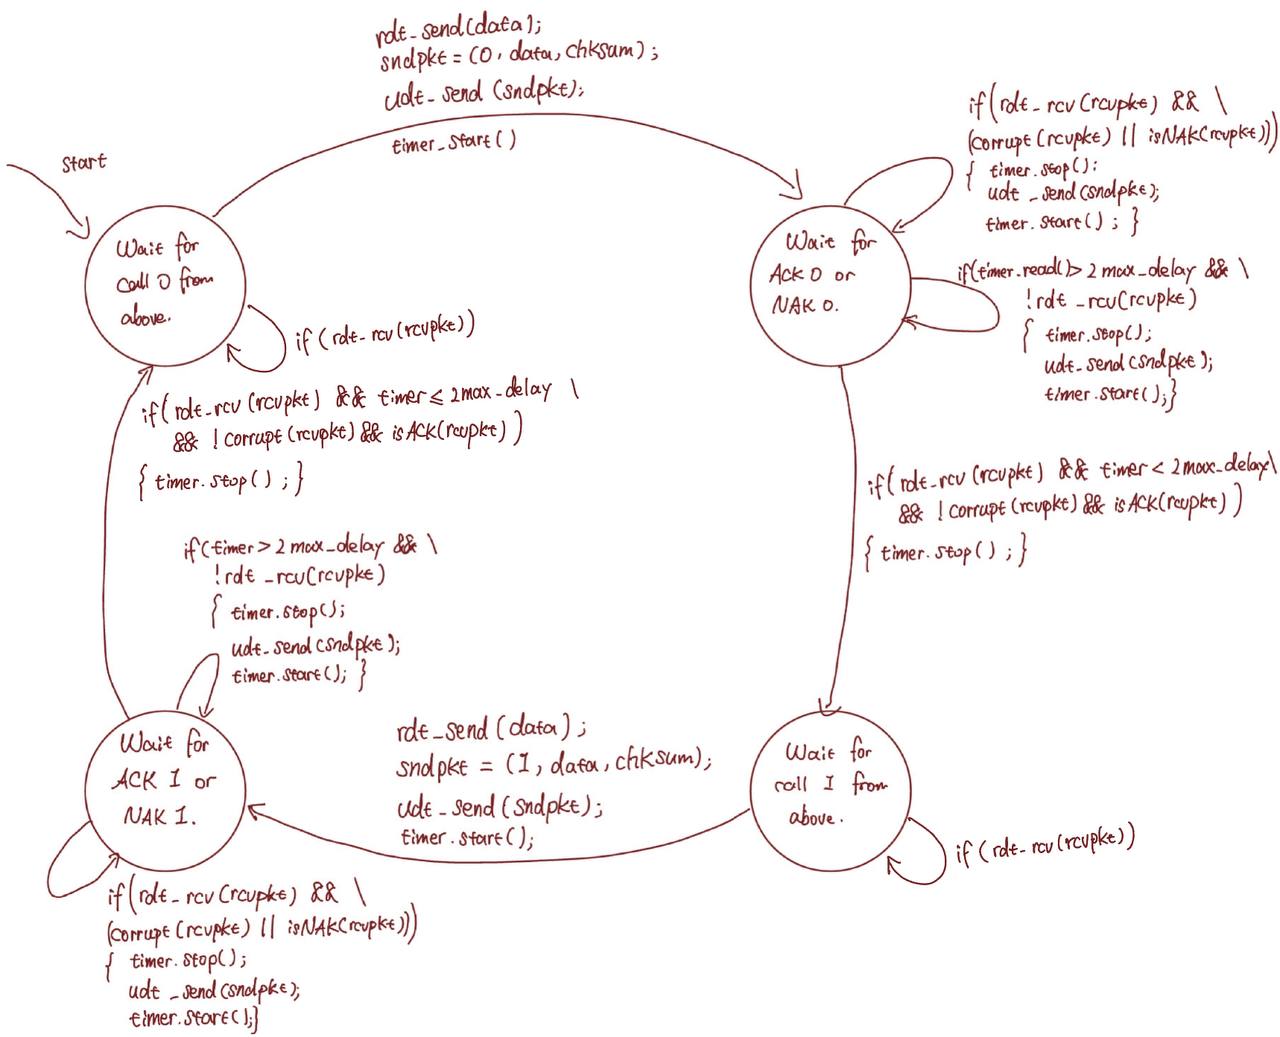 rdt_send(data);
sndpkt = (0, data, chksum);
udt_send (sndpkt);
timer_start()
Start
Wait for
call 0 from
above.
if (rdt_rcv(rcvpkt))
Wait for
Ack 0 or
NAK 0.
if(rdt_rcv(rcvpkt) && \
(corrupt(rcvpkt) || isNAK(rcvpkt)))
{ timer.stop();
udt_send(sndpkt);
timer.start(); }
if(timer.read()>2max_delay && \
!rdt_rcv(rcvpkt)
{ timer.stop();
udt_send(sndpkt);
timer.start();}
if(rdt_rcv(rcvpkt) && timer ≤ 2max_delay \
&& !corrupt(rcvpkt) && isACK(rcvpkt))
{ timer.stop(); }
if(rdt_rcv(rcvpkt) && timer < 2max_delay\
&& !corrupt(rcvpkt) && isACK(rcvpkt))
{ timer.stop(); }
if(timer > 2max_delay && \
!rdt_rcv(rcvpkt)
{ timer.stop();
udt_send(sndpkt);
timer.start(); }
Wait for
ACK 1 or
NAK 1.
rdt_send(data);
sndpkt = (1, data, chksum);
udt_send(sndpkt);
timer.start();
Wait for
call 1 from
above.
if (rdt_rcv(rcvpkt))
if(rdt_rcv(rcvpkt) && \
(corrupt(rcvpkt) || isNAK(rcvpkt)))
{ timer.stop();
udt_send(sndpkt);
timer.start();}